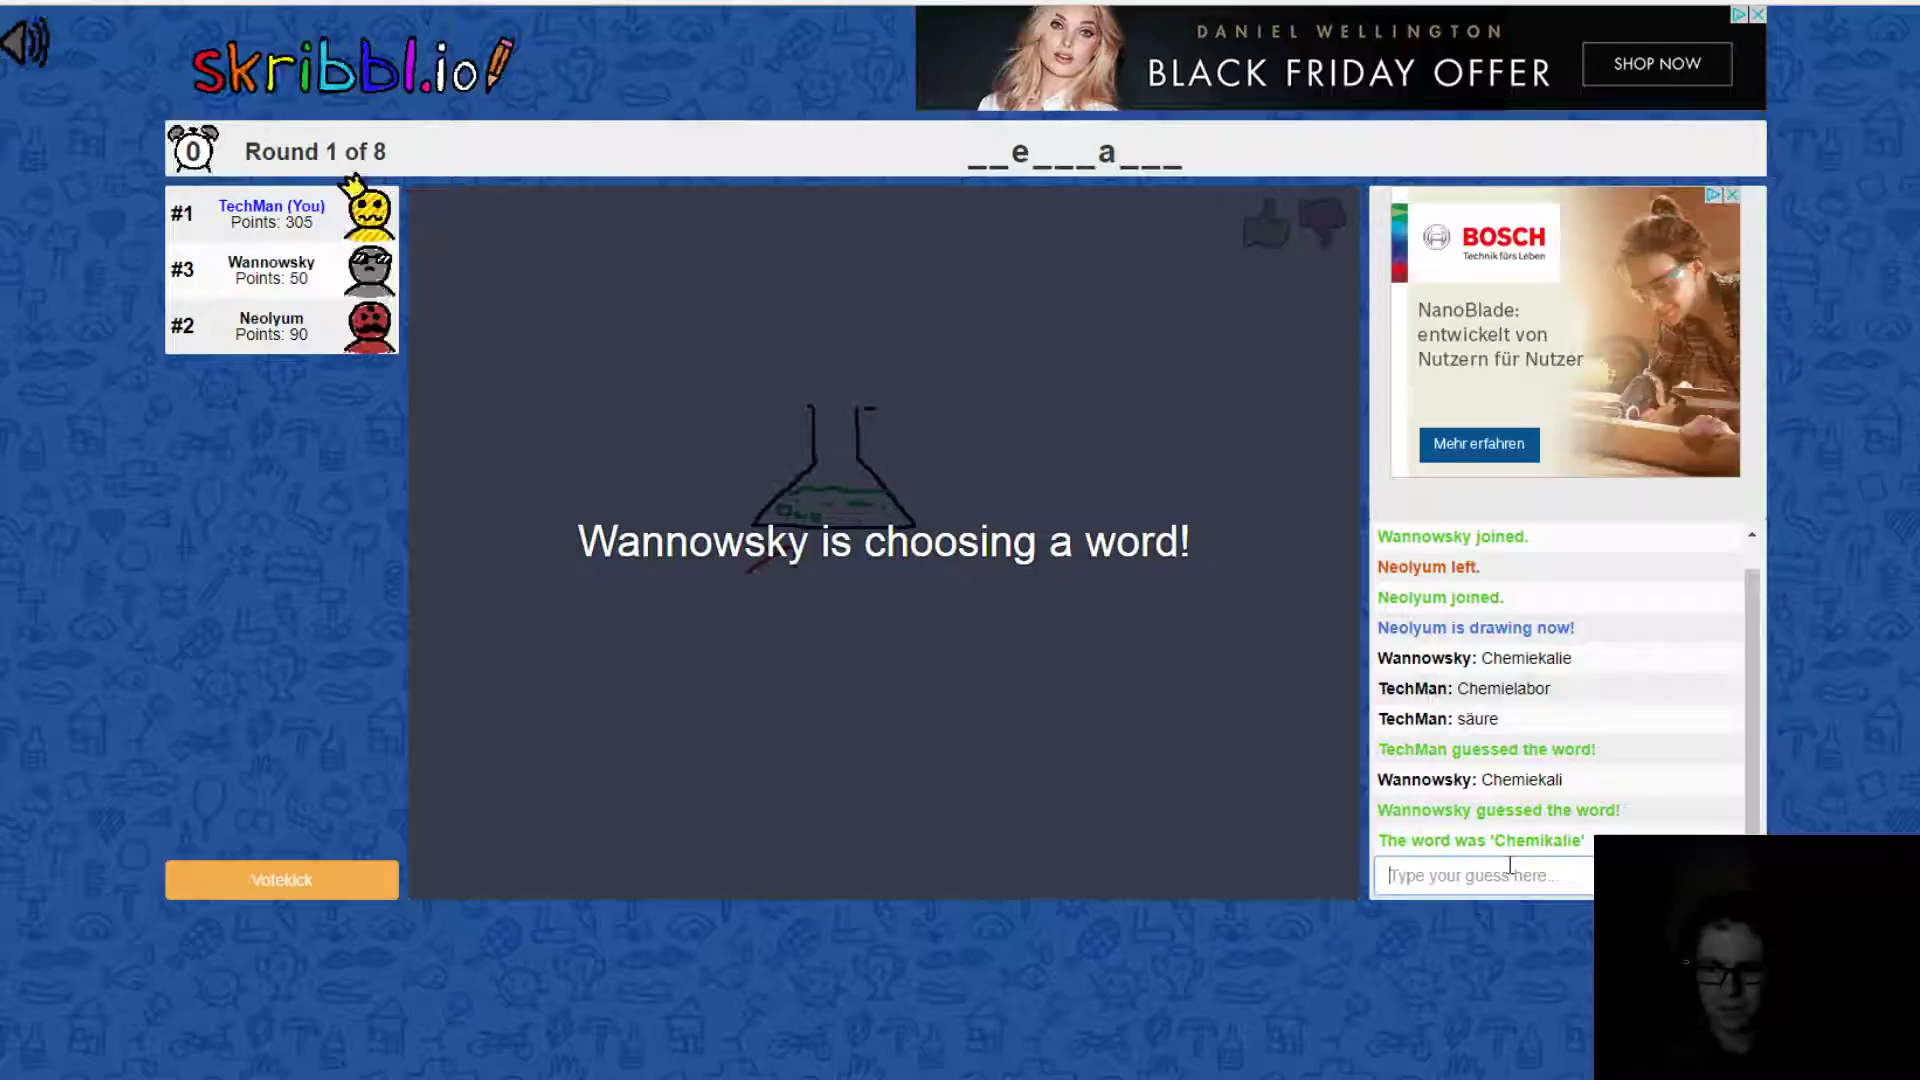 skribbl.io
DANIEL WELLINGTON
BLACK FRIDAY OFFER
SHOP NOW
0
Round 1 of 8
__e___a___
#1
TechMan (You)
Points: 305
#3
Wannowsky
Points: 50
#2
Neolyum
Points: 90
Votekick
Wannowsky is choosing a word!
BOSCH
Technik fürs Leben
NanoBlade:
entwickelt von
Nutzern für Nutzer
Mehr erfahren
Wannowsky joined.
Neolyum left.
Neolyum joined.
Neolyum is drawing now!
Wannowsky: Chemiekalie
TechMan: Chemielabor
TechMan: säure
TechMan guessed the word!
Wannowsky: Chemiekali
Wannowsky guessed the word!
The word was 'Chemikalie'
Type your guess here...